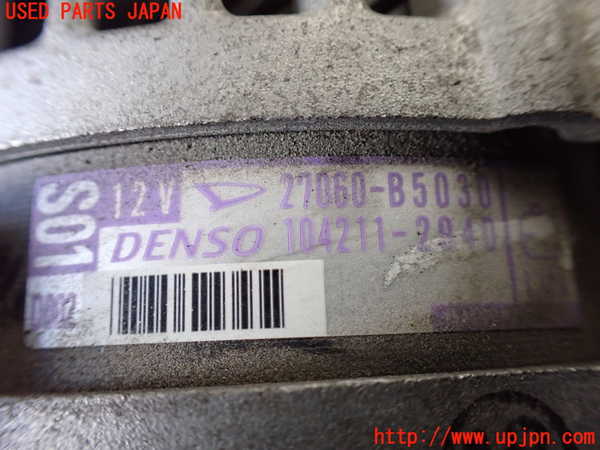 USED PARTS JAPAN
S01
12V 27060-B5030
DENSO 104211-2940
http://www.upjpn.com